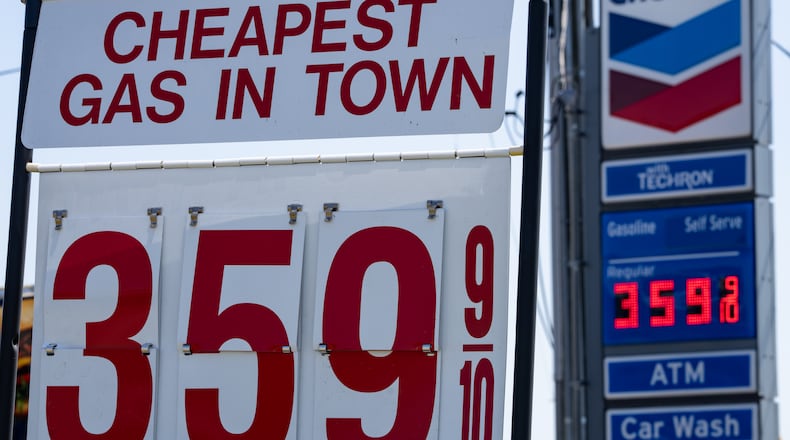 CHEAPEST
GAS IN TOWN
359 9/10
with
TECHRON
Gasoline Self Serve
Regular
359 9/10
ATM
Car Wash